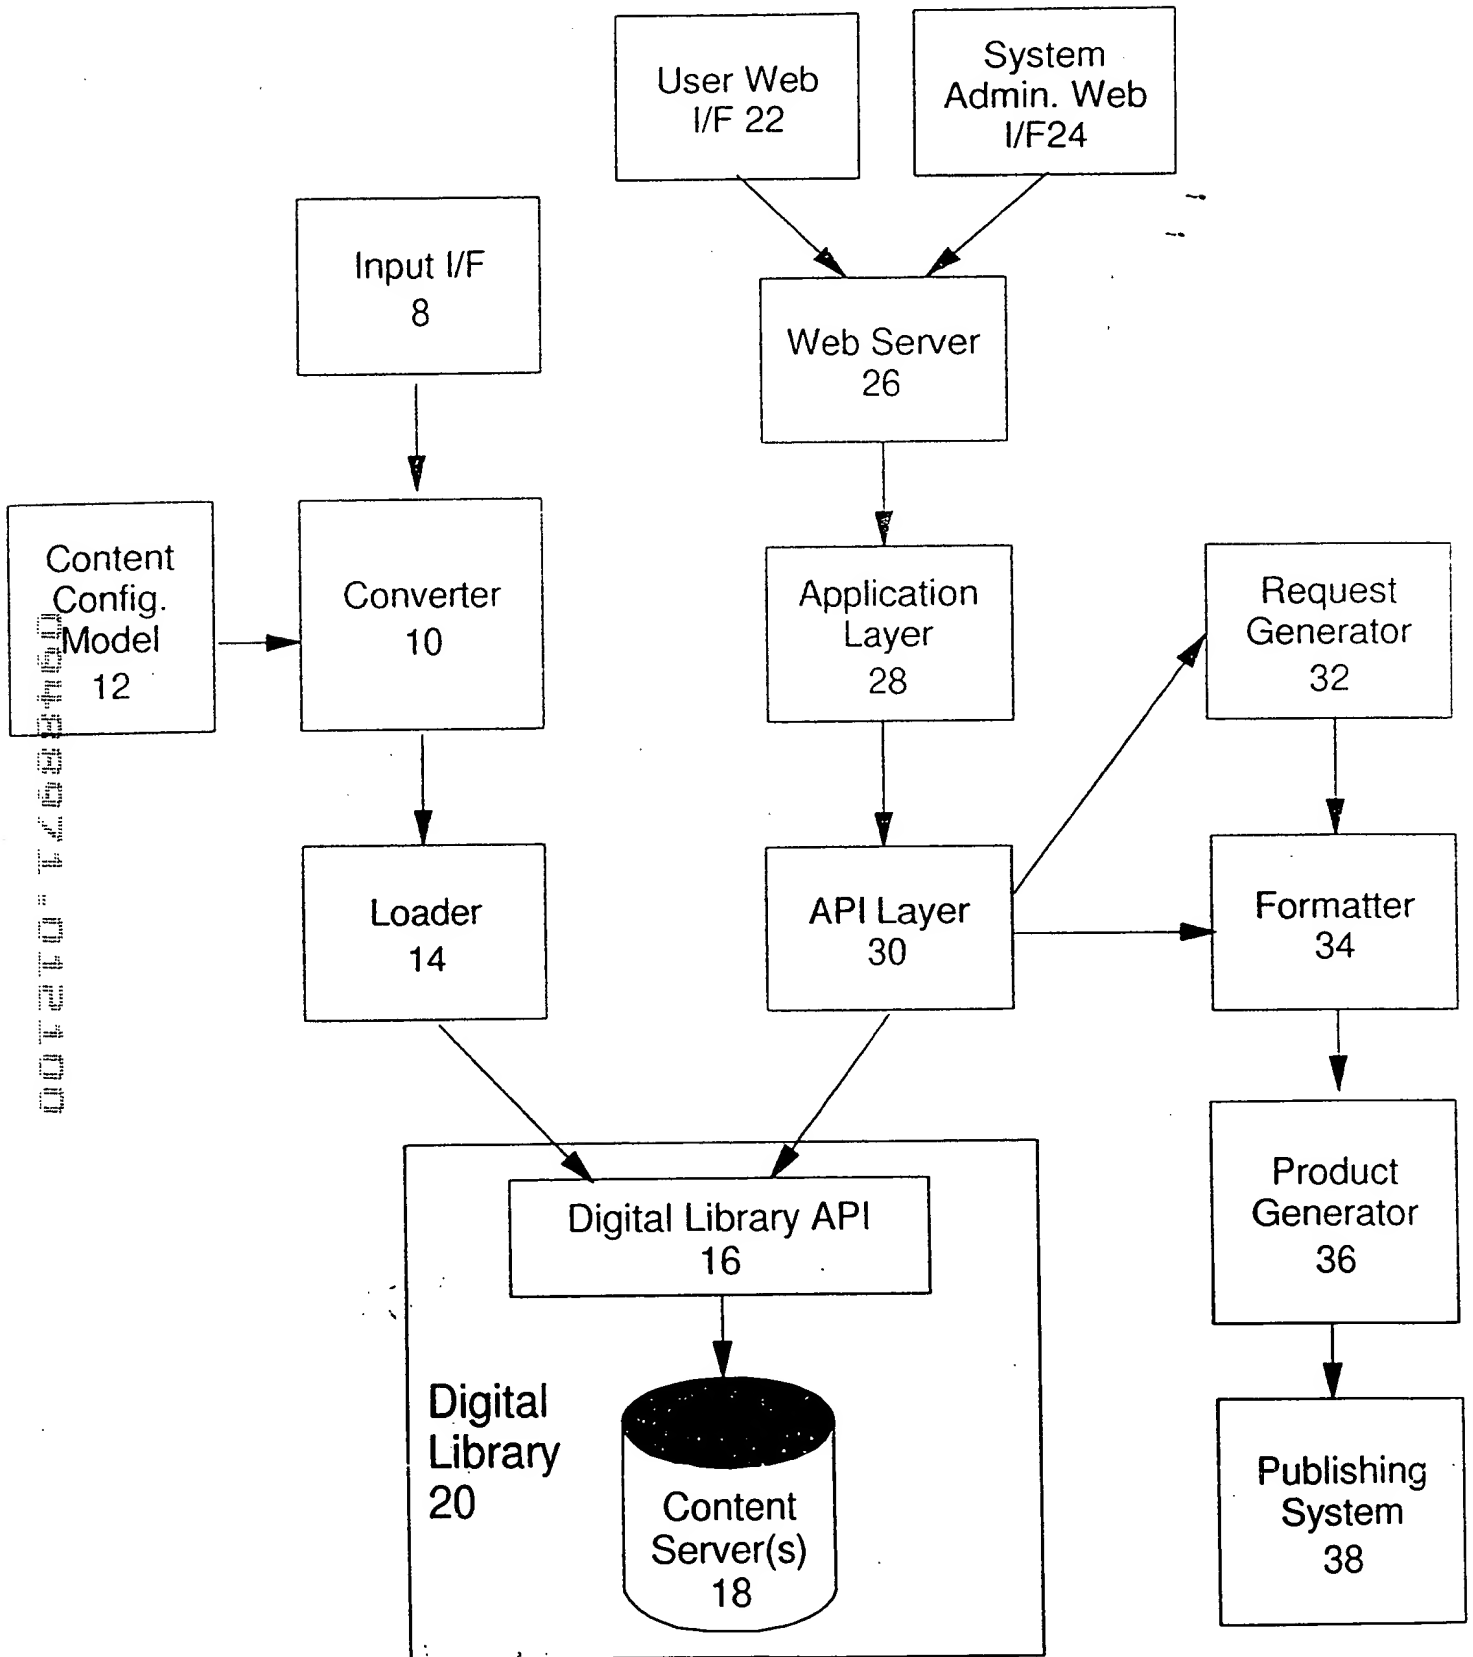 User Web
I/F 22
System
Admin. Web
I/F24
Input I/F
8
Web Server
26
Content
Config.
Model
12
Converter
10
Application
Layer
28
Request
Generator
32
Loader
14
API Layer
30
Formatter
34
Digital Library API
16
Product
Generator
36
Digital
Library
20
Content
Server(s)
18
Publishing
System
38
09488971.012100